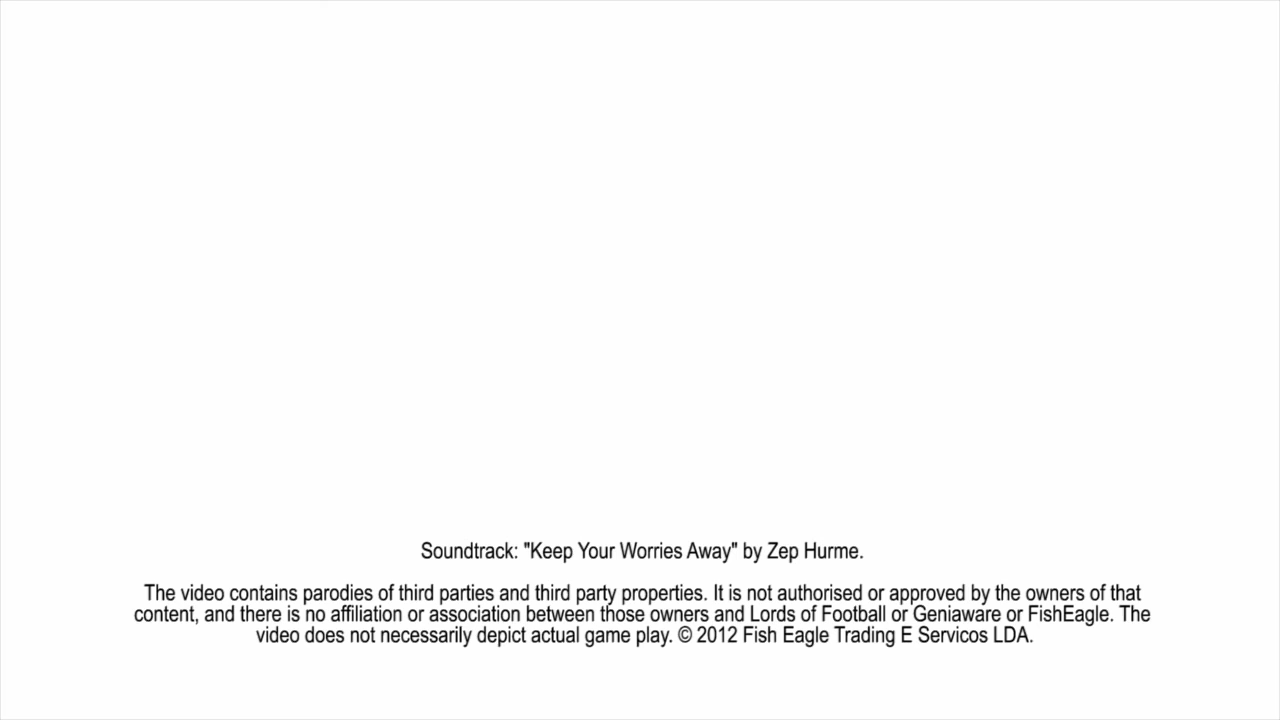 Soundtrack: "Keep Your Worries Away" by Zep Hurme.
The video contains parodies of third parties and third party properties. It is not authorised or approved by the owners of that
content, and there is no affiliation or association between those owners and Lords of Football or Geniaware or FishEagle. The
video does not necessarily depict actual game play. © 2012 Fish Eagle Trading E Servicos LDA.